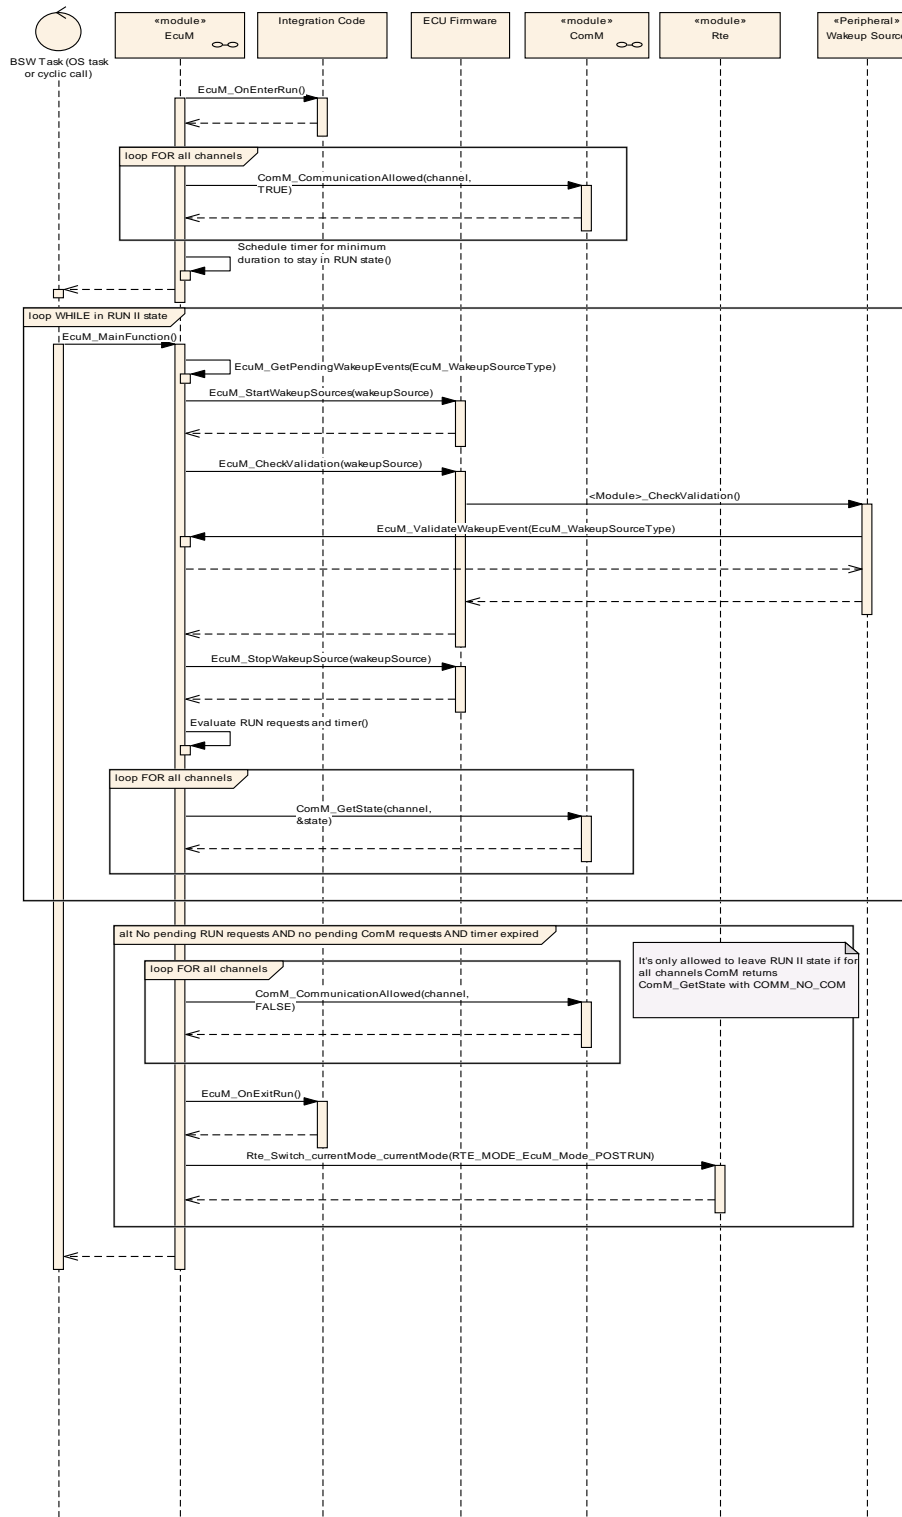 BSW Task (OS task
or cyclic call)
«module»
EcuM
Integration Code
ECU Firmware
«module»
ComM
«module»
Rte
«Peripheral»
Wakeup Source
EcuM_OnEnterRun()
loop FOR all channels
ComM_CommunicationAllowed(channel,
TRUE)
Schedule timer for minimum
duration to stay in RUN state()
loop WHILE in RUN II state
EcuM_MainFunction()
EcuM_GetPendingWakeupEvents(EcuM_WakeupSourceType)
EcuM_StartWakeupSources(wakeupSource)
EcuM_CheckValidation(wakeupSource)
<Module>_CheckValidation()
EcuM_ValidateWakeupEvent(EcuM_WakeupSourceType)
EcuM_StopWakeupSource(wakeupSource)
Evaluate RUN requests and timer()
loop FOR all channels
ComM_GetState(channel,
&state)
alt No pending RUN requests AND no pending ComM requests AND timer expired
It's only allowed to leave RUN II state if for
all channels ComM returns
ComM_GetState with COMM_NO_COM
loop FOR all channels
ComM_CommunicationAllowed(channel,
FALSE)
EcuM_OnExitRun()
Rte_Switch_currentMode_currentMode(RTE_MODE_EcuM_Mode_POSTRUN)